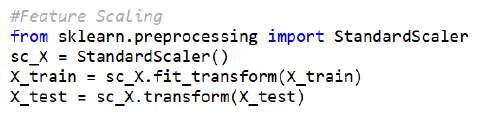 #Feature Scaling
from sklearn.preprocessing import StandardScaler
sc_X = StandardScaler()
X_train = sc_X.fit_transform(X_train)
X_test = sc_X.transform(X_test)